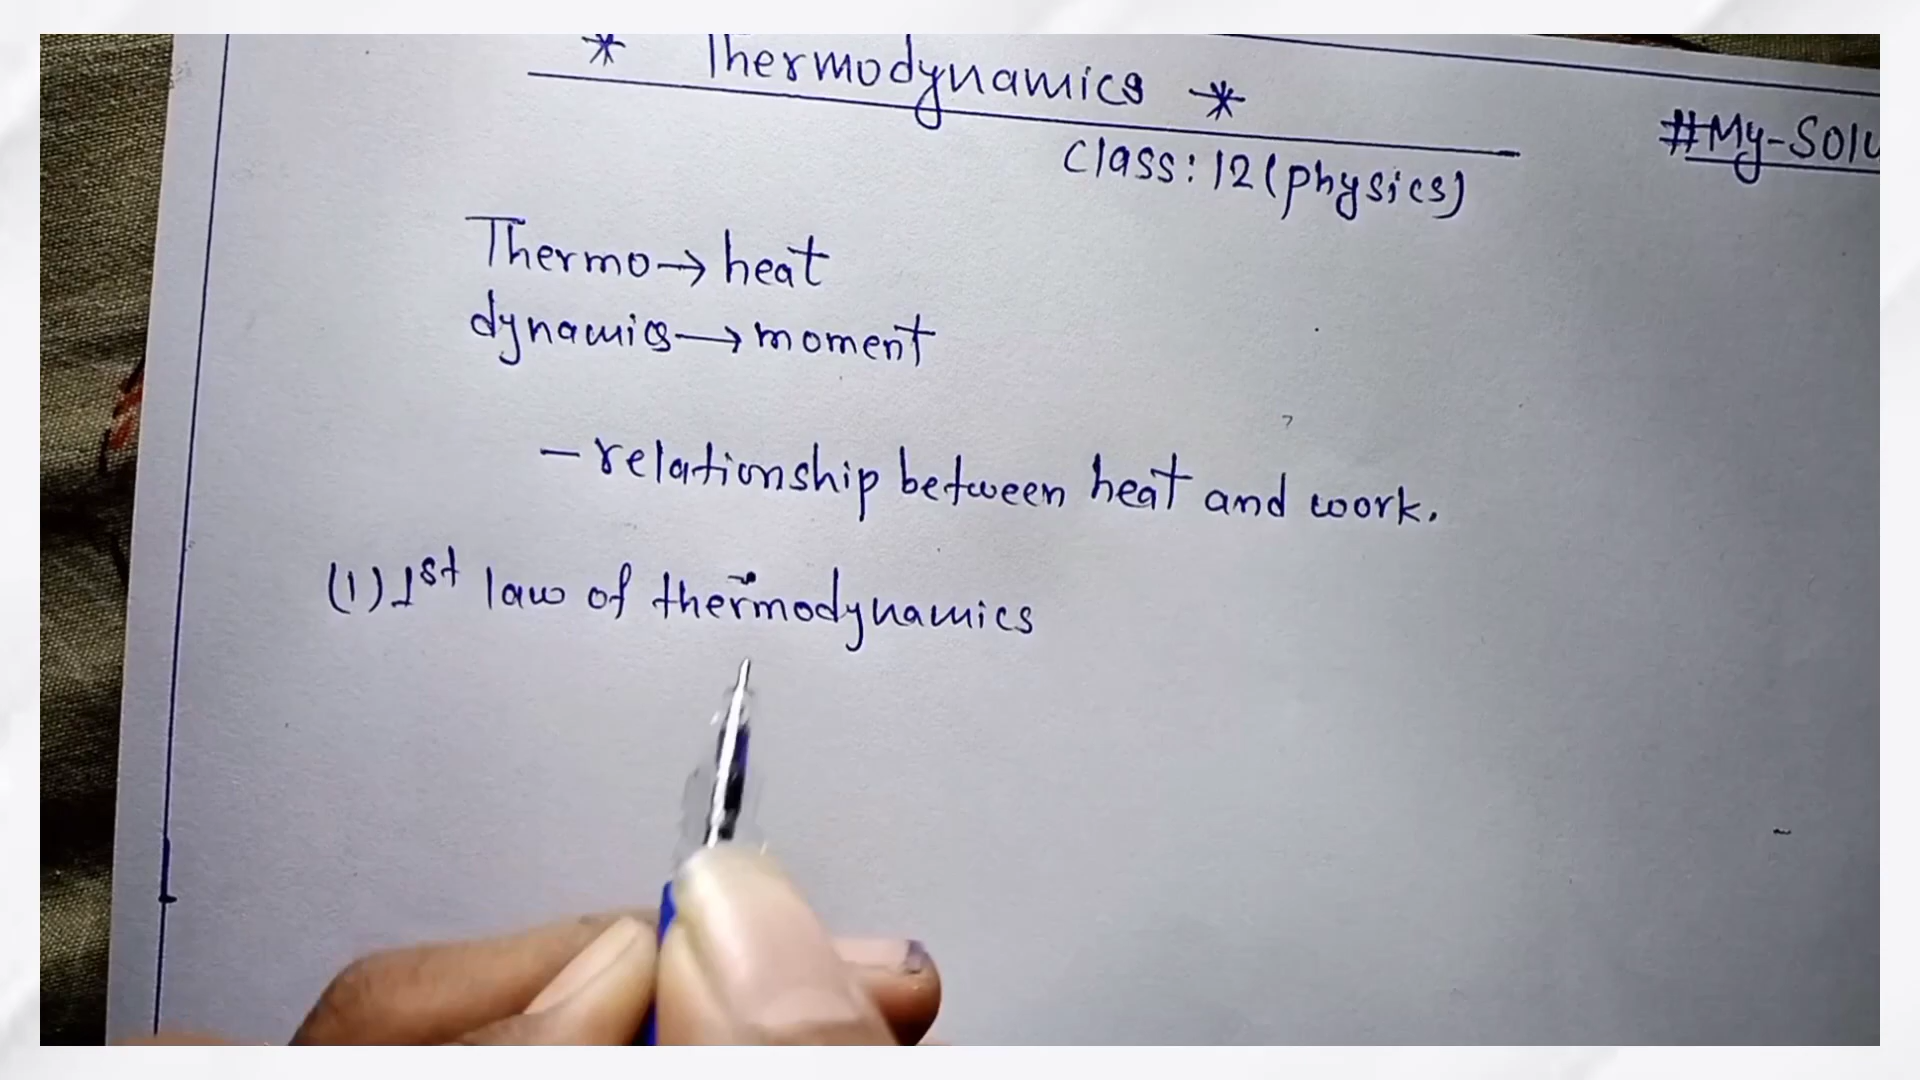 * Thermodynamics *
#My-Solu
Class: 12 (physics)
Thermo → heat
dynamics → moment
- relationship between heat and work.
(1) 1st law of thermodynamics